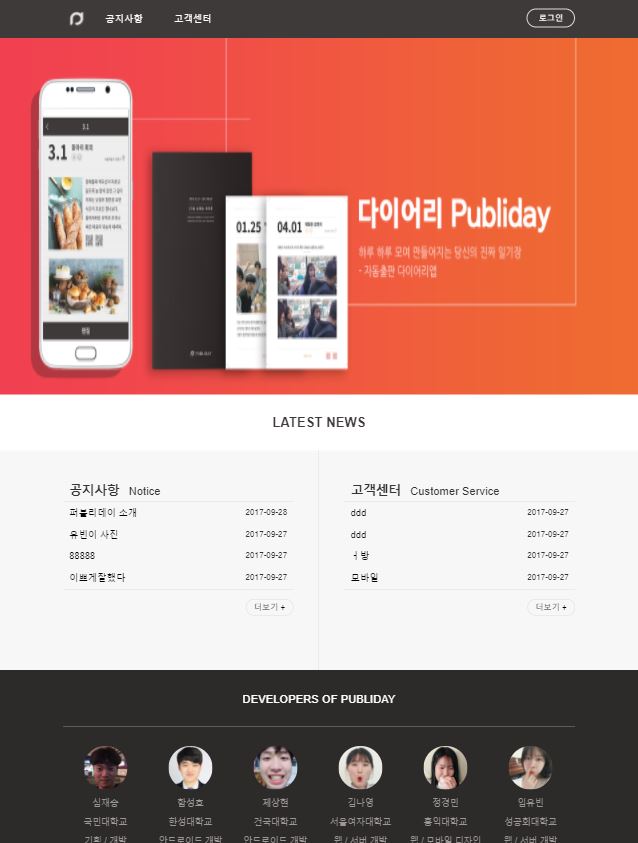 공지사항 고객센터 로그인
3.1
3.1
01.25
04.01
다이어리 Publiday
하루 하루 모여 만들어지는 당신의 진짜 일기장
- 자동출판 다이어리앱
편집
LATEST NEWS
공지사항 Notice
퍼블리데이 소개 2017-09-28
유빈이 사진 2017-09-27
88888 2017-09-27
이쁘게잘했다 2017-09-27
더보기 +
고객센터 Customer Service
ddd 2017-09-27
ddd 2017-09-27
ㅓ방 2017-09-27
모바일 2017-09-27
더보기 +
DEVELOPERS OF PUBLIDAY
심재승 함성호 제상현 김나영 정경민 임유빈
국민대학교 한성대학교 건국대학교 서울여자대학교 홍익대학교 성공회대학교
기획 / 개발 안드로이드 개발 안드로이드 개발 웹 / 서버 개발 웹 / 모바일 디자인 웹 / 서버 개발